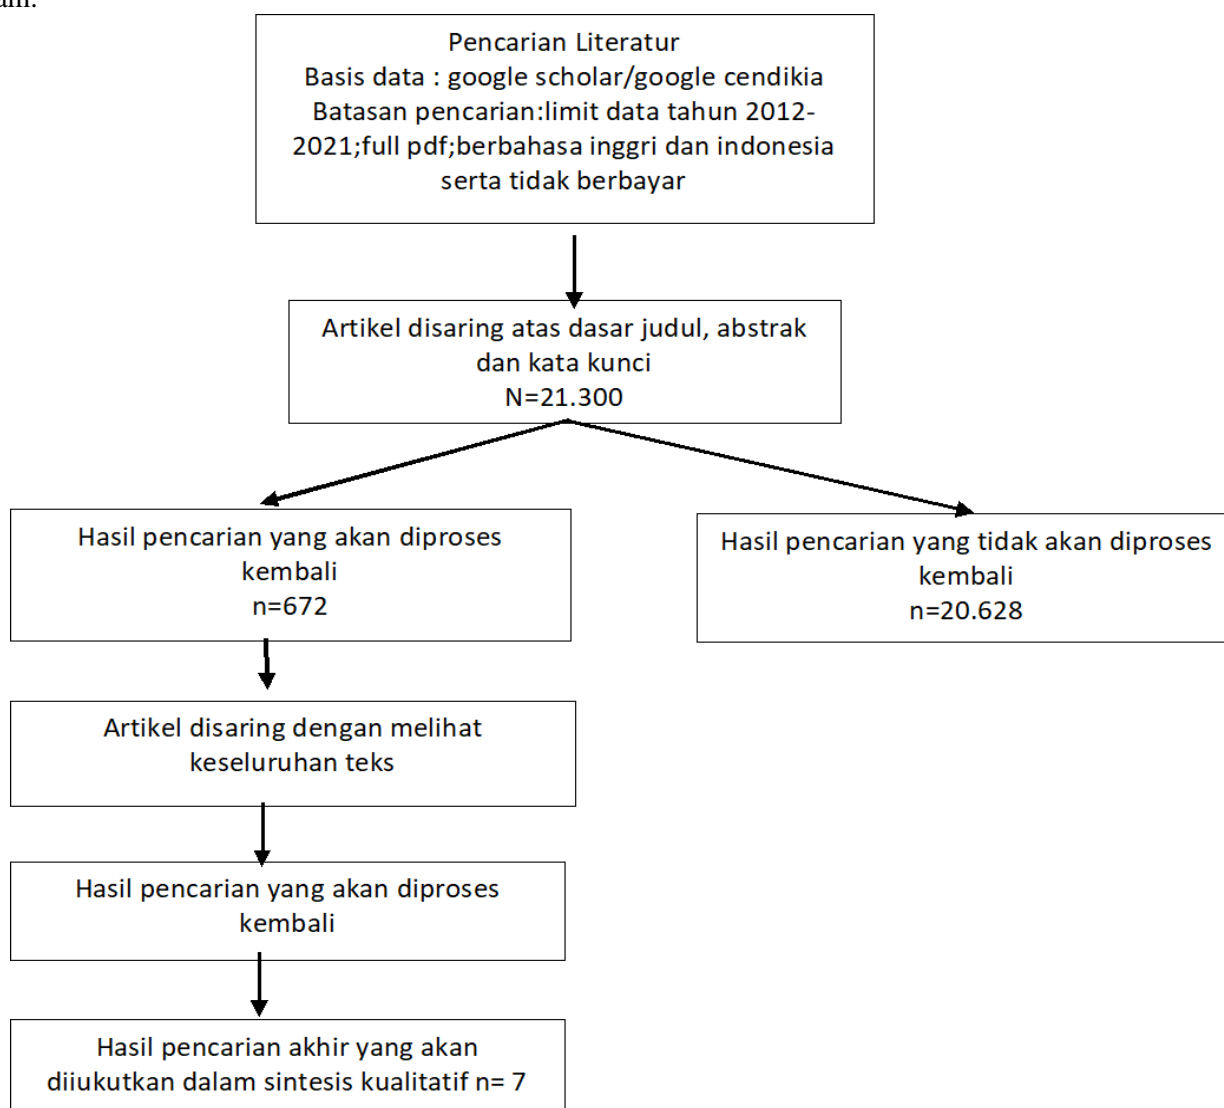 Pencarian Literatur
Basis data : google scholar/google cendikia
Batasan pencarian:limit data tahun 2012-
2021;full pdf;berbahasa inggri dan indonesia
serta tidak berbayar
Artikel disaring atas dasar judul, abstrak
dan kata kunci
N=21.300
Hasil pencarian yang akan diproses
kembali
n=672
Hasil pencarian yang tidak akan diproses
kembali
n=20.628
Artikel disaring dengan melihat
keseluruhan teks
Hasil pencarian yang akan diproses
kembali
Hasil pencarian akhir yang akan
diiukutkan dalam sintesis kualitatif n= 7